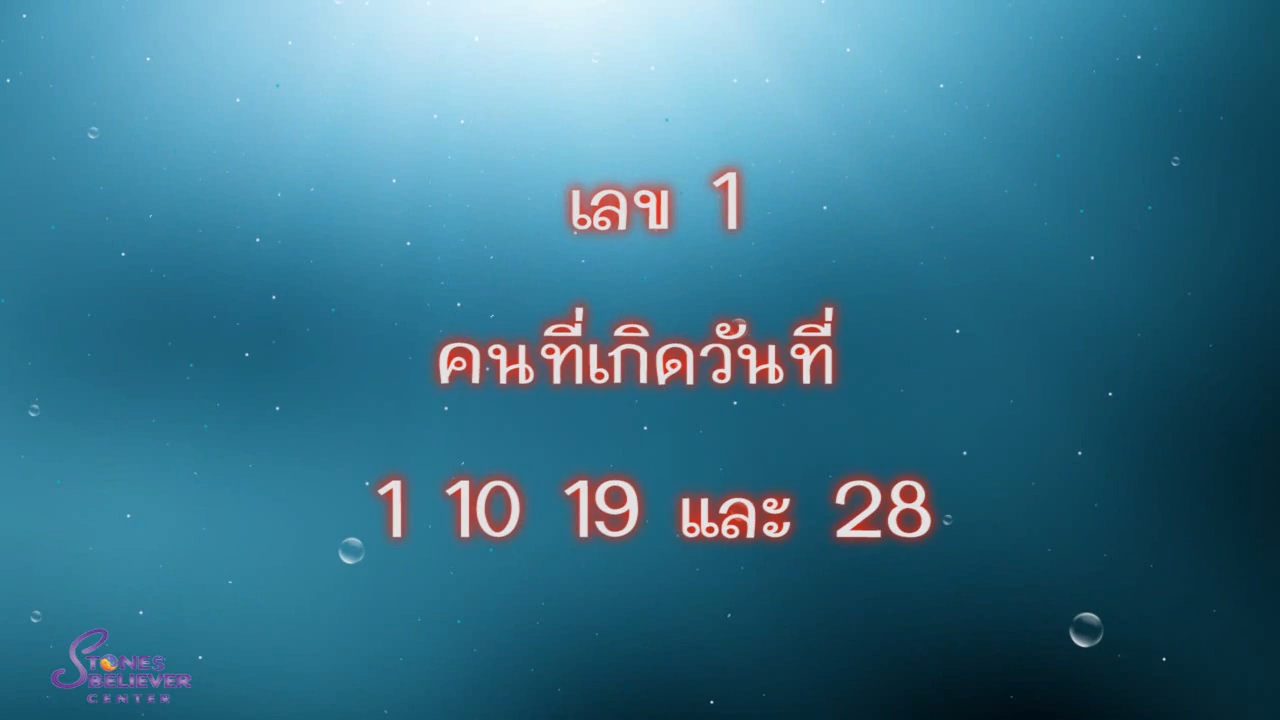 เลข 1
คนที่เกิดวันที่
1 10 19 และ 28
STONES
BELIEVER
CENTER